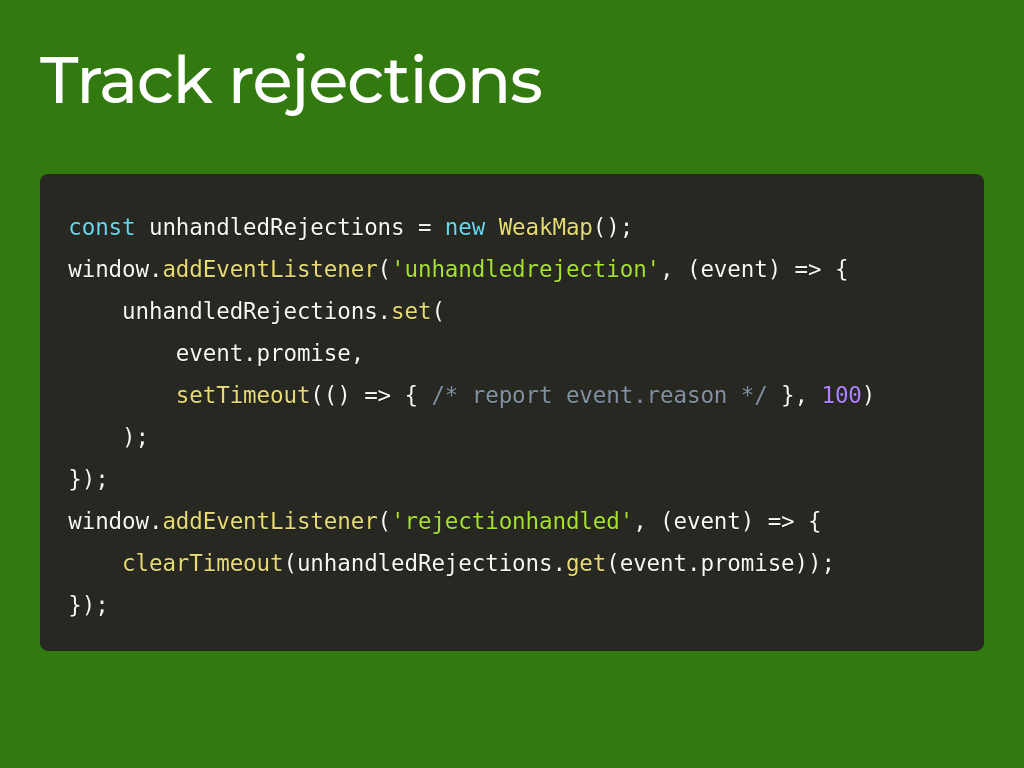 Track rejections
const unhandledRejections = new WeakMap();
window.addEventListener('unhandledrejection', (event) => {
    unhandledRejections.set(
        event.promise,
        setTimeout(() => { /* report event.reason */ }, 100)
    );
});
window.addEventListener('rejectionhandled', (event) => {
    clearTimeout(unhandledRejections.get(event.promise));
});